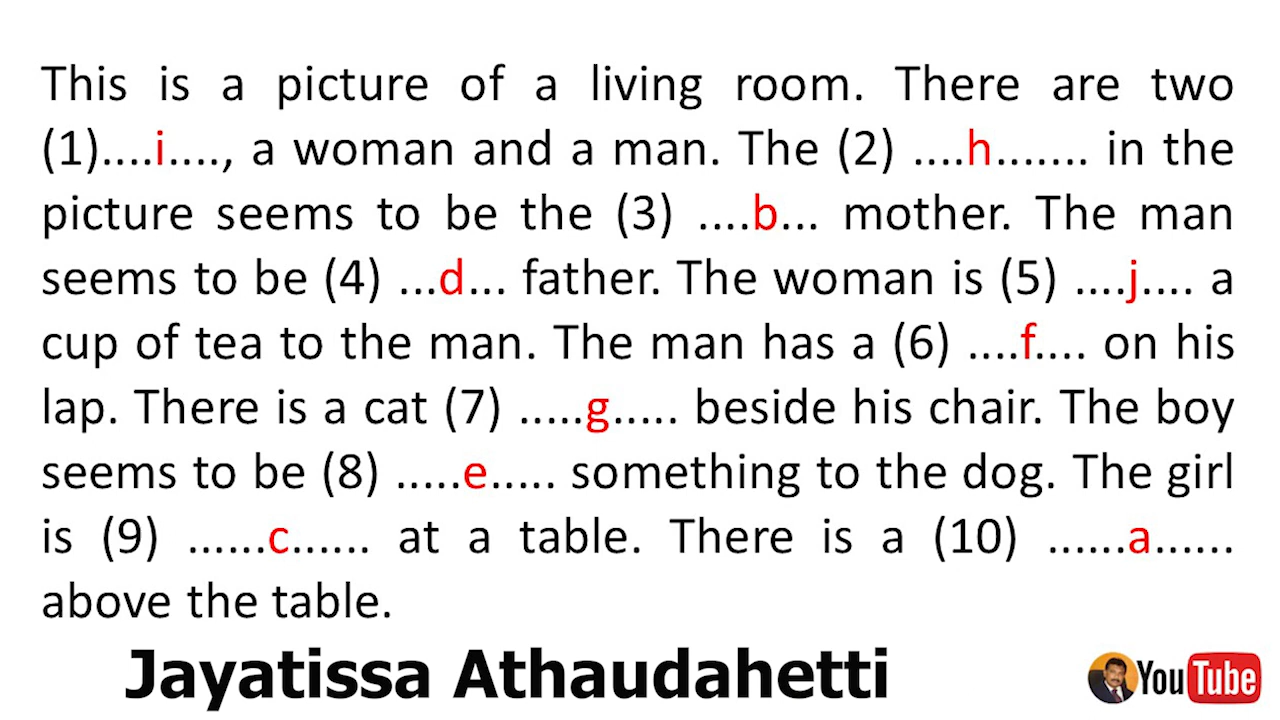 This is a picture of a living room. There are two
(1)....i...., a woman and a man. The (2) ....h....... in the
picture seems to be the (3) ....b... mother. The man
seems to be (4) ...d... father. The woman is (5) ....j.... a
cup of tea to the man. The man has a (6) ....f.... on his
lap. There is a cat (7) .....g..... beside his chair. The boy
seems to be (8) .....e..... something to the dog. The girl
is (9) ......c...... at a table. There is a (10) ......a......
above the table.
Jayatissa Athaudahetti
YouTube